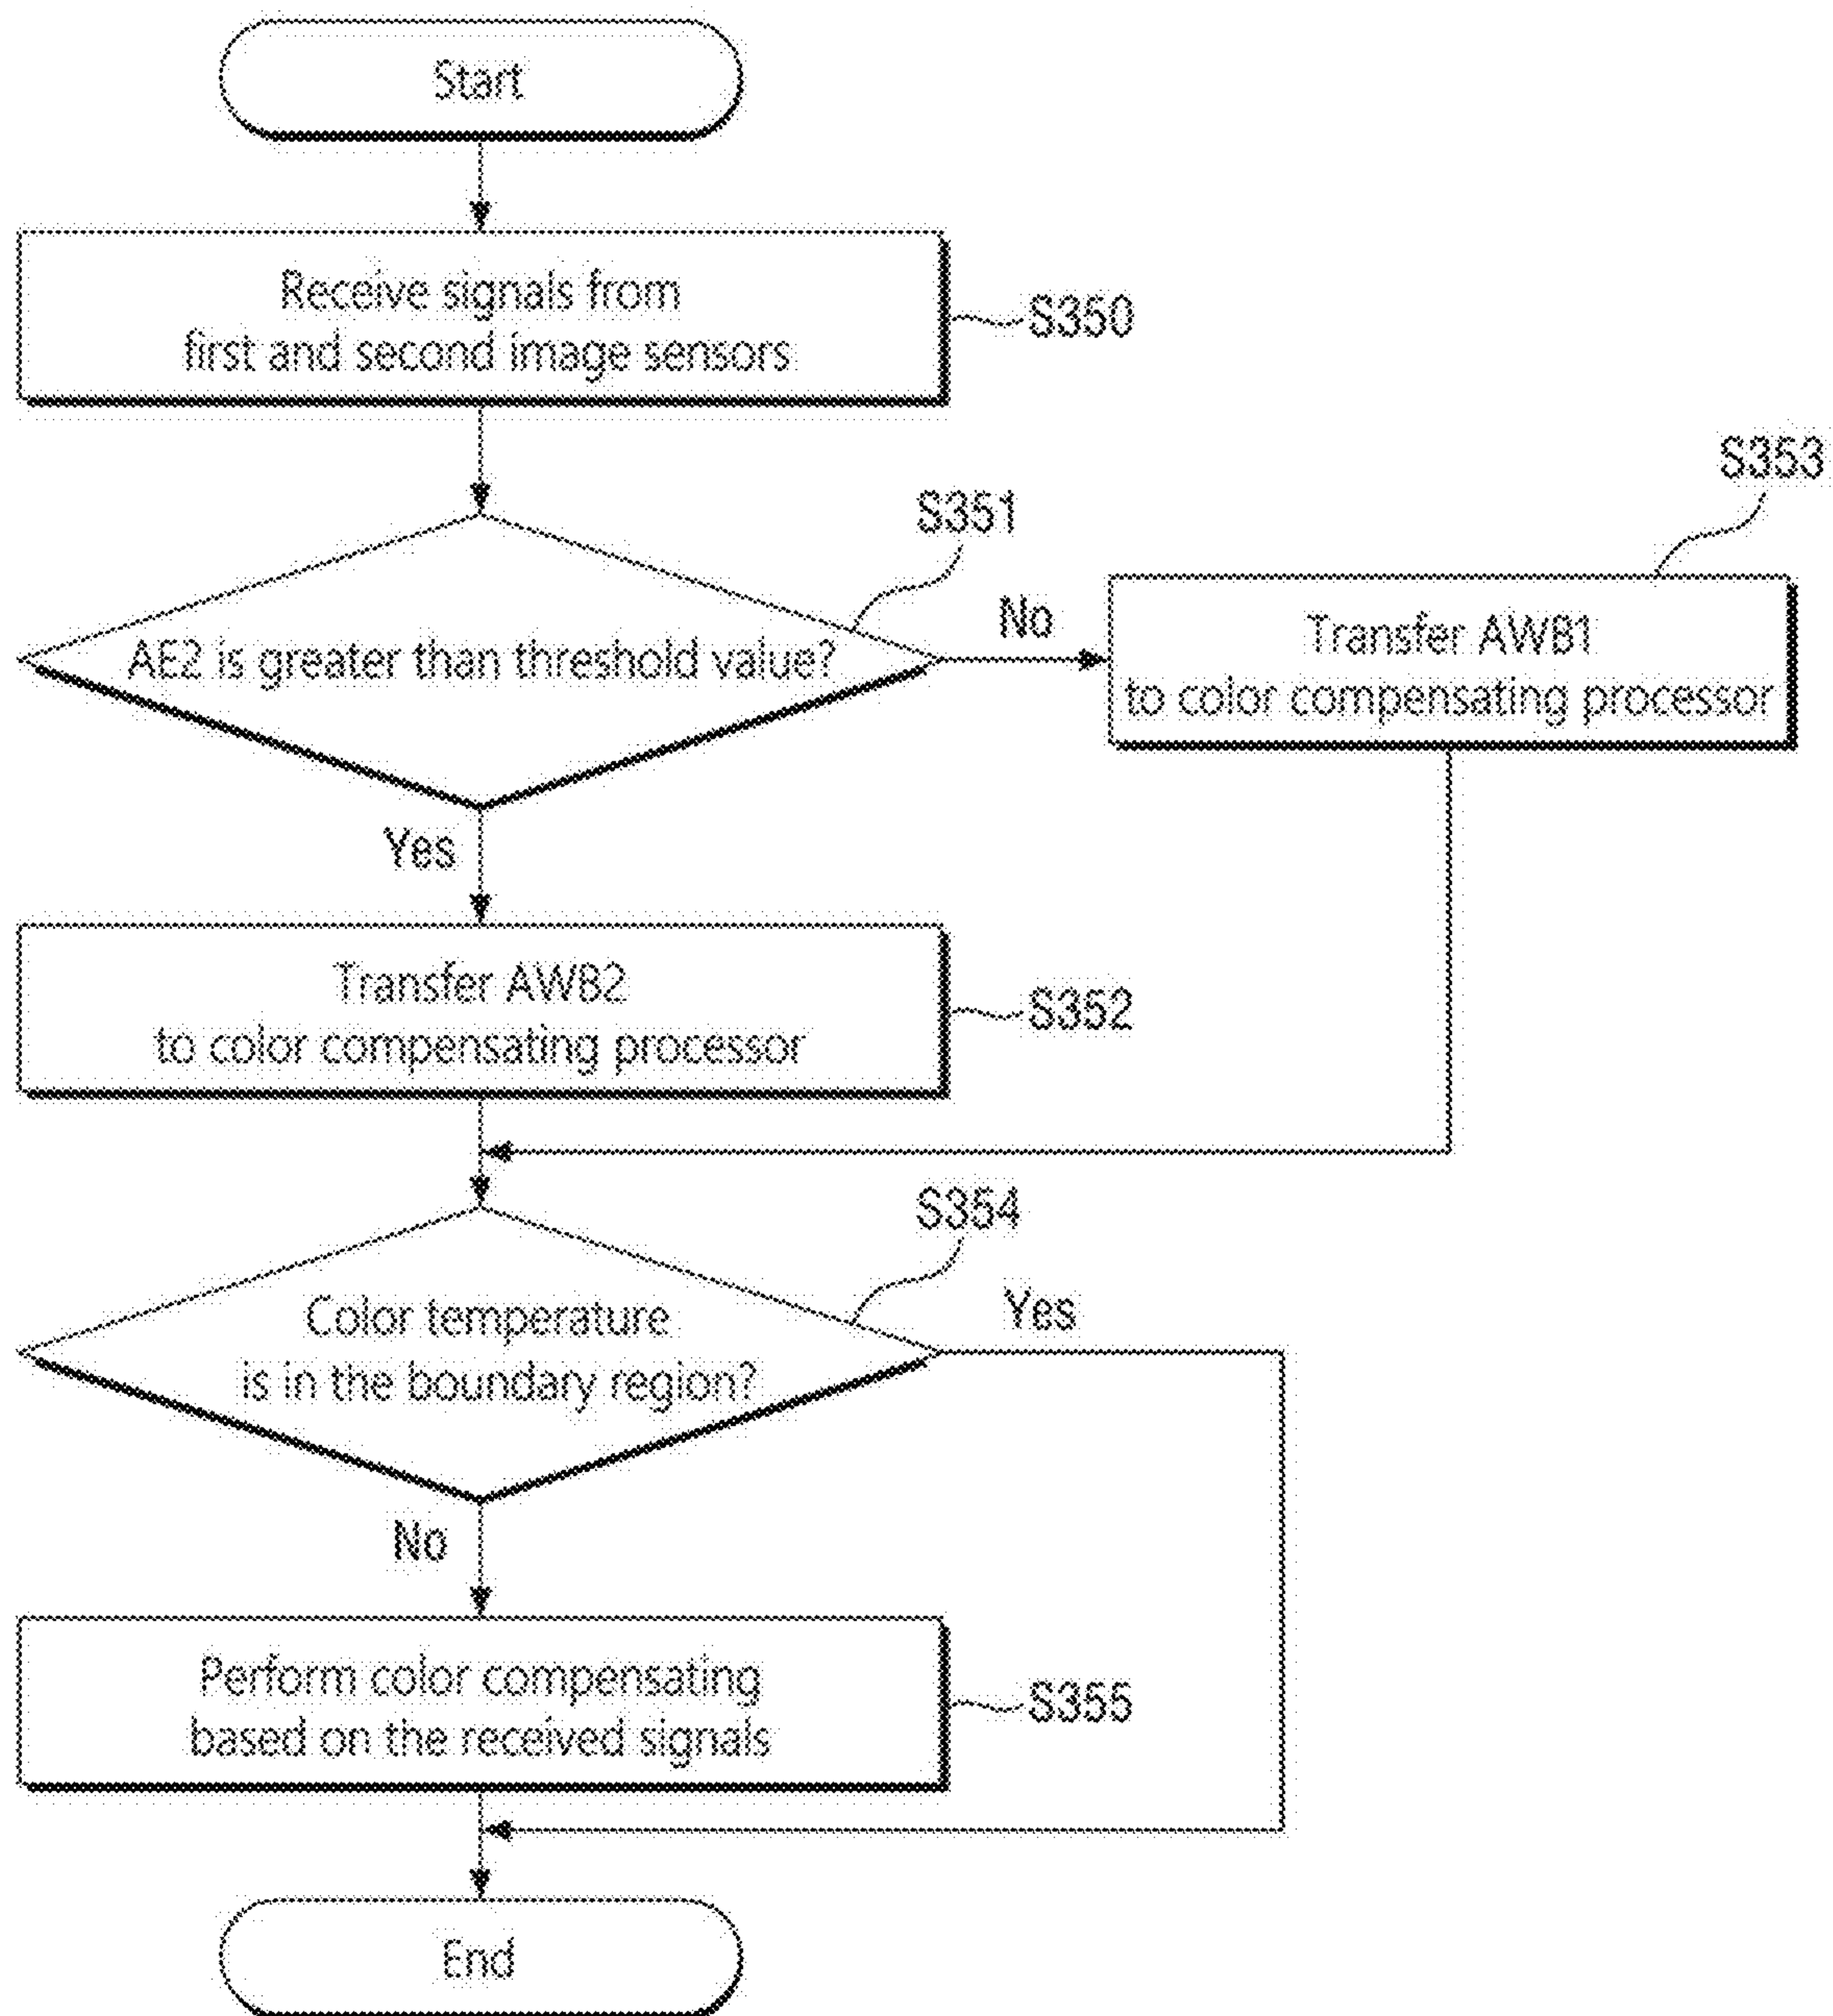 Start
Receive signals from
first and second image sensors
S350
S351
AE2 is greater than threshold value?
No
S353
Transfer AWB1
to color compensating processor
Yes
Transfer AWB2
to color compensating processor
S352
S354
Color temperature
is in the boundary region?
Yes
No
Perform color compensating
based on the received signals
S355
End